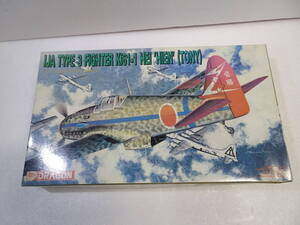 IJA TYPE 3 FIGHTER Ki61-I HEI 'HIEN' (TONY)
DRAGON